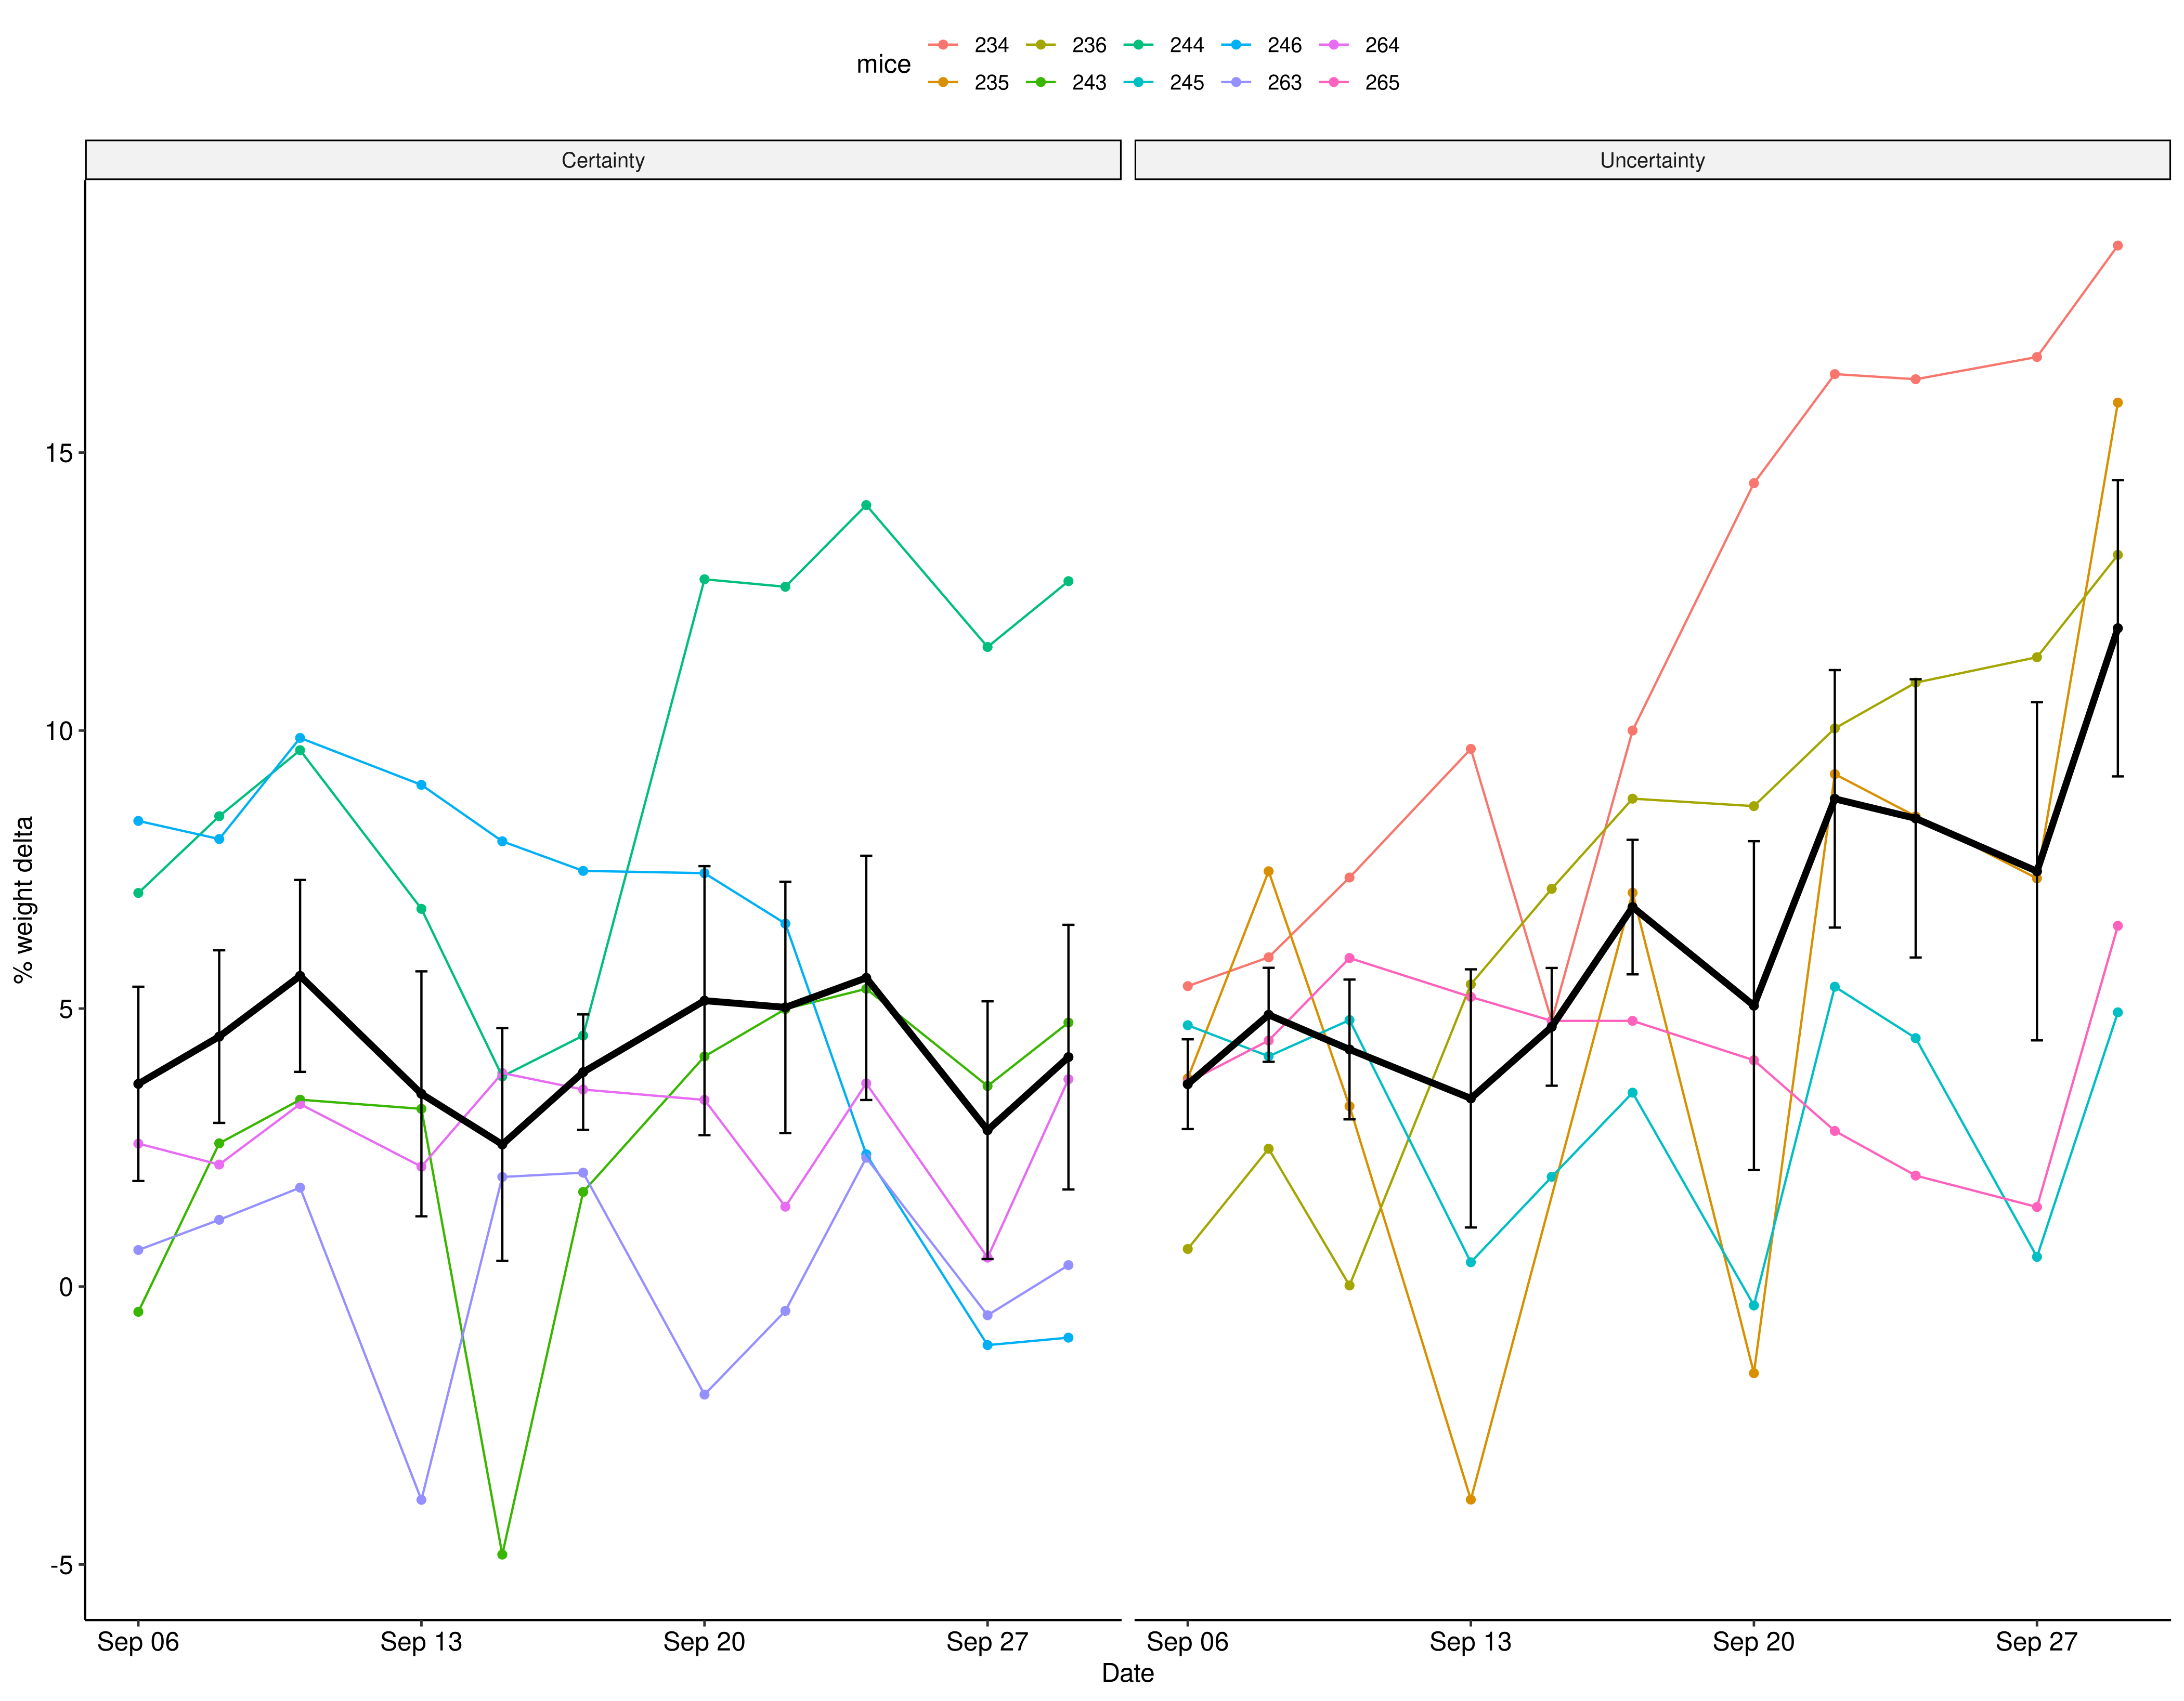 mice
234 236 244 246 264
235 243 245 263 265
Certainty Uncertainty
% weight delta
15
10
5
0
-5
Sep 06 Sep 13 Sep 20 Sep 27 Sep 06 Sep 13 Sep 20 Sep 27
Date